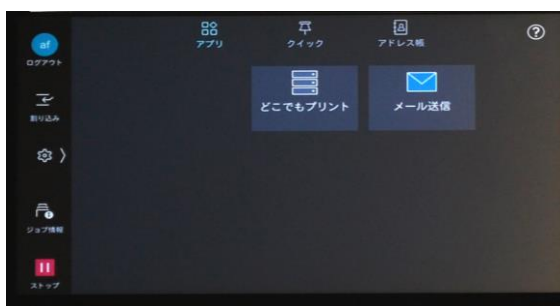 af
ログアウト
アプリ
クイック
アドレス帳
?
割り込み
どこでもプリント
メール送信
ジョブ情報
ストップ